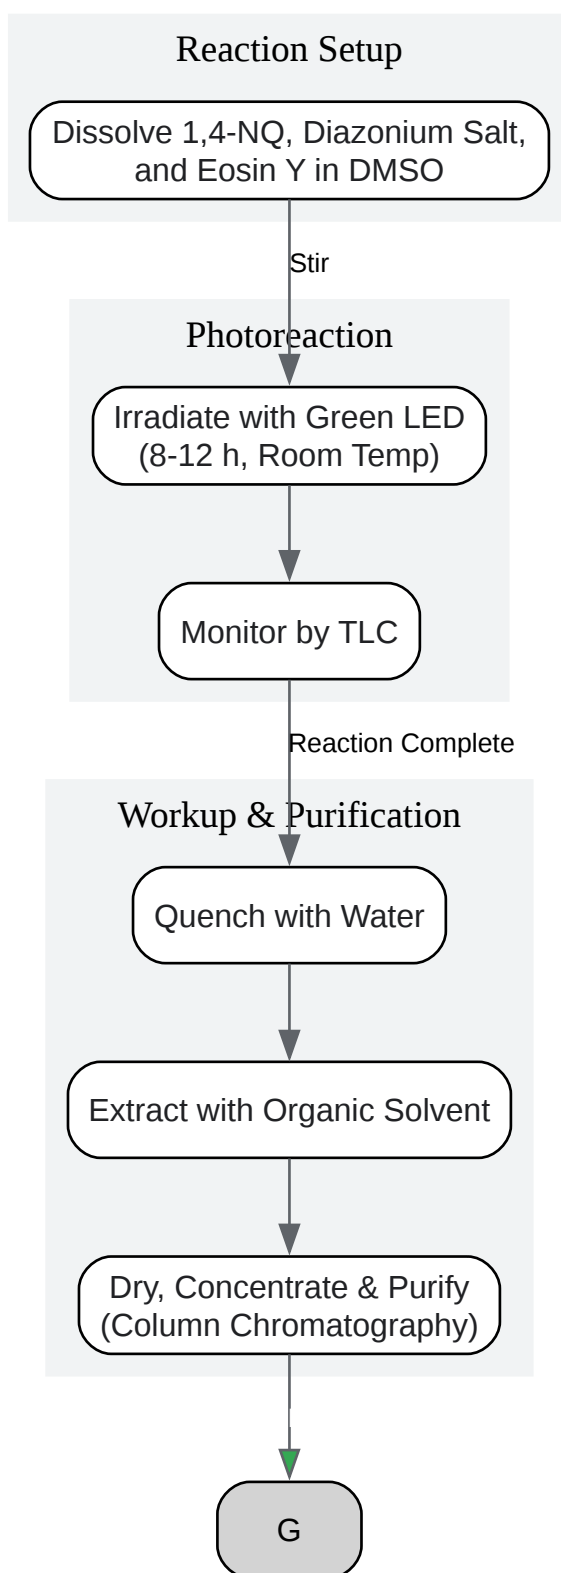 Reaction Setup
Dissolve 1,4-NQ, Diazonium Salt,
and Eosin Y in DMSO
Stir
Photoreaction
Irradiate with Green LED
(8-12 h, Room Temp)
Monitor by TLC
Reaction Complete
Workup & Purification
Quench with Water
Extract with Organic Solvent
Dry, Concentrate & Purify
(Column Chromatography)
G